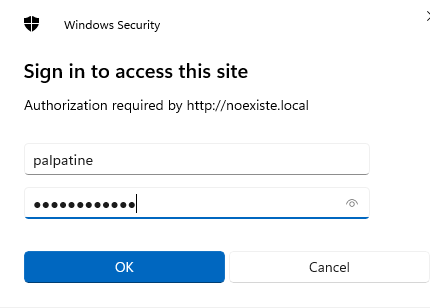 Windows Security
Sign in to access this site
Authorization required by http://noexiste.local
palpatine
●●●●●●●●●●●●
OK
Cancel